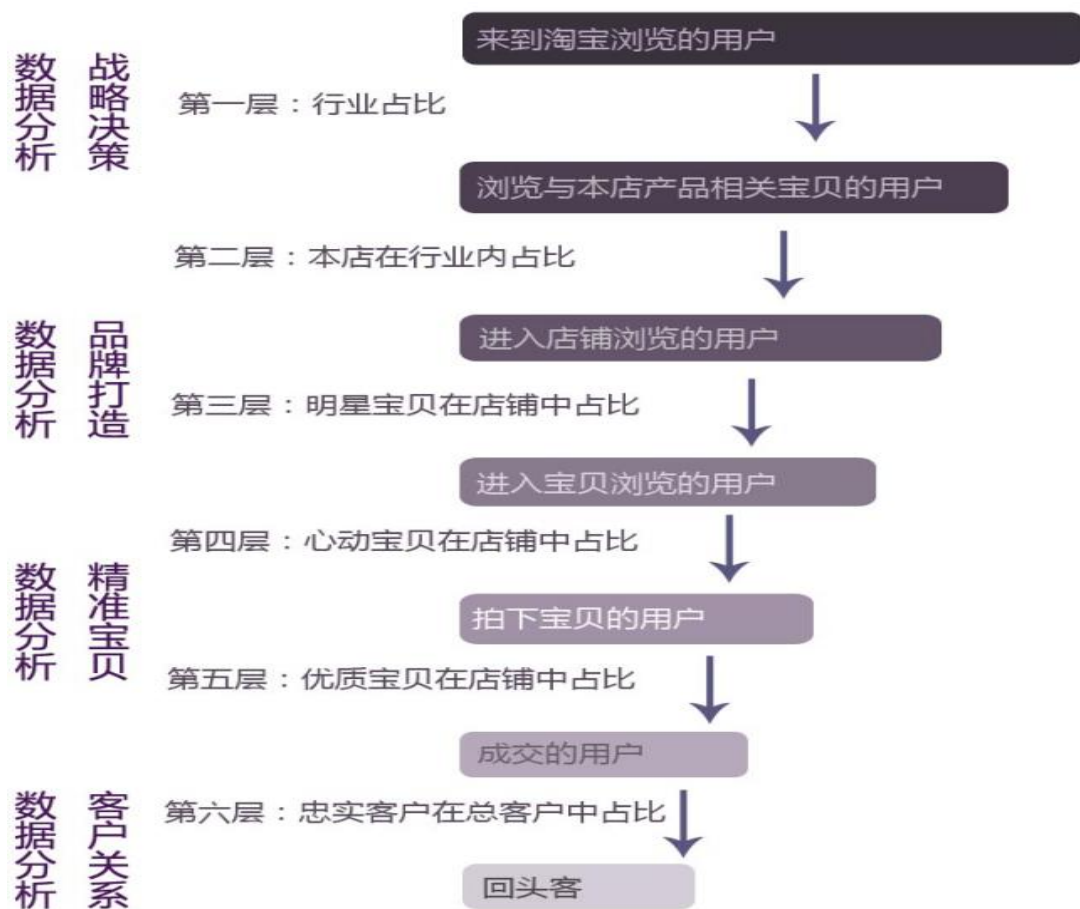 来到淘宝浏览的用户
战略决策
数据分析
第一层：行业占比
浏览与本店产品相关宝贝的用户
第二层：本店在行业内占比
进入店铺浏览的用户
品牌打造
数据分析
第三层：明星宝贝在店铺中占比
进入宝贝浏览的用户
第四层：心动宝贝在店铺中占比
精准宝贝
数据分析
拍下宝贝的用户
第五层：优质宝贝在店铺中占比
成交的用户
客户关系
数据分析
第六层：忠实客户在总客户中占比
回头客